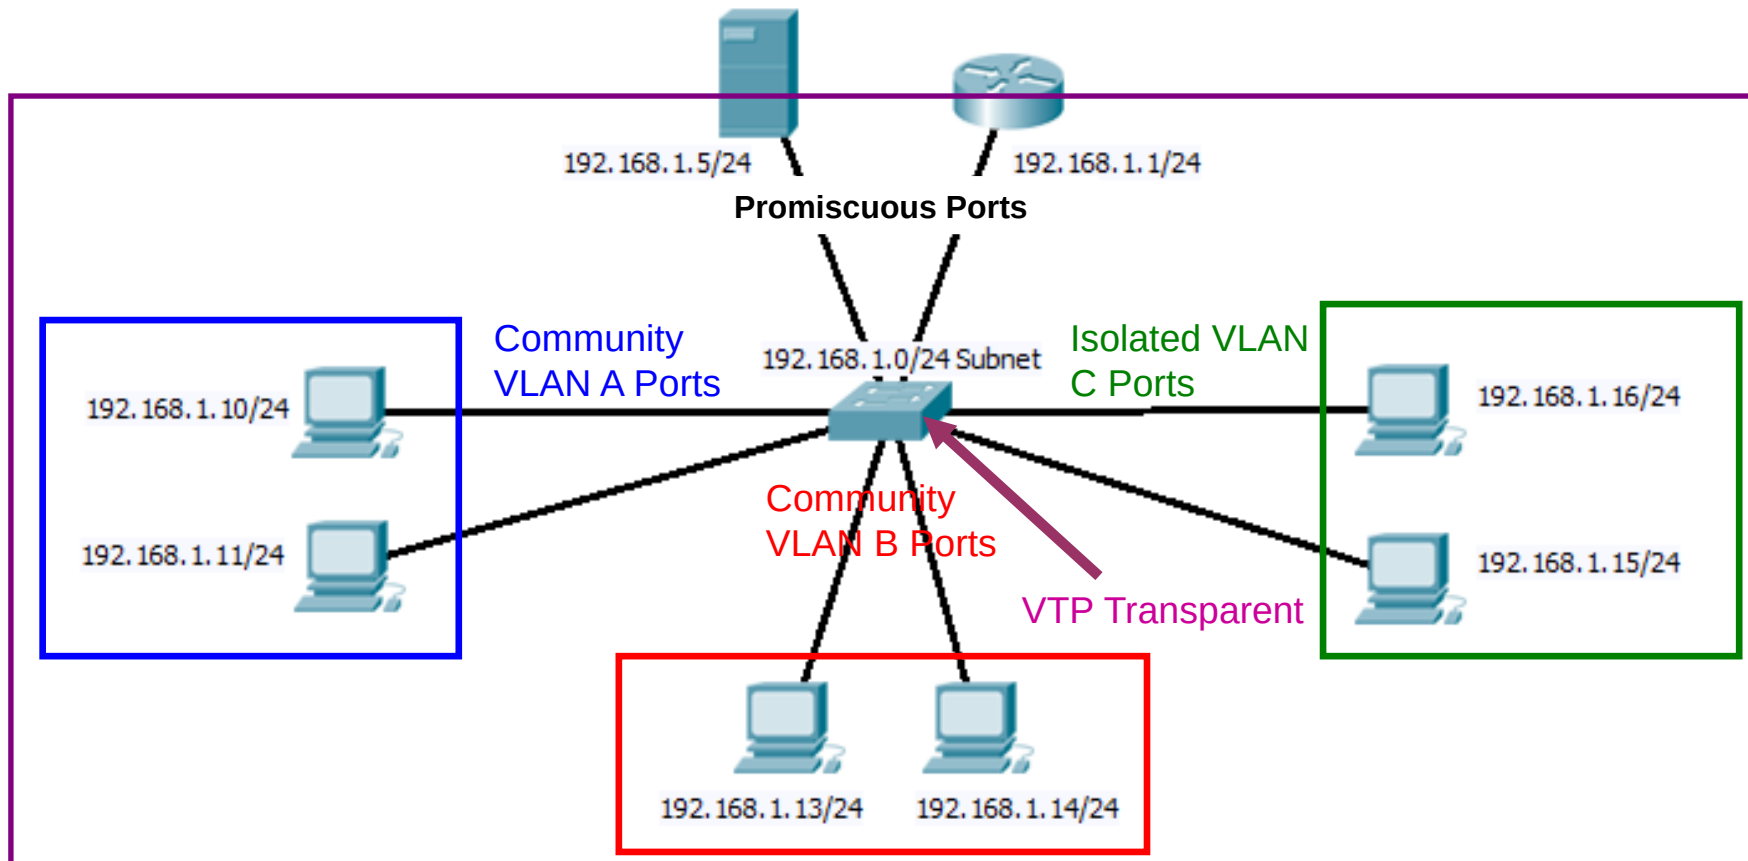 192.168.1.5/24
192.168.1.1/24
Promiscuous Ports
Community
VLAN A Ports
192.168.1.0/24 Subnet
Isolated VLAN
C Ports
192.168.1.10/24
192.168.1.16/24
Community
VLAN B Ports
192.168.1.11/24
192.168.1.15/24
VTP Transparent
192.168.1.13/24
192.168.1.14/24